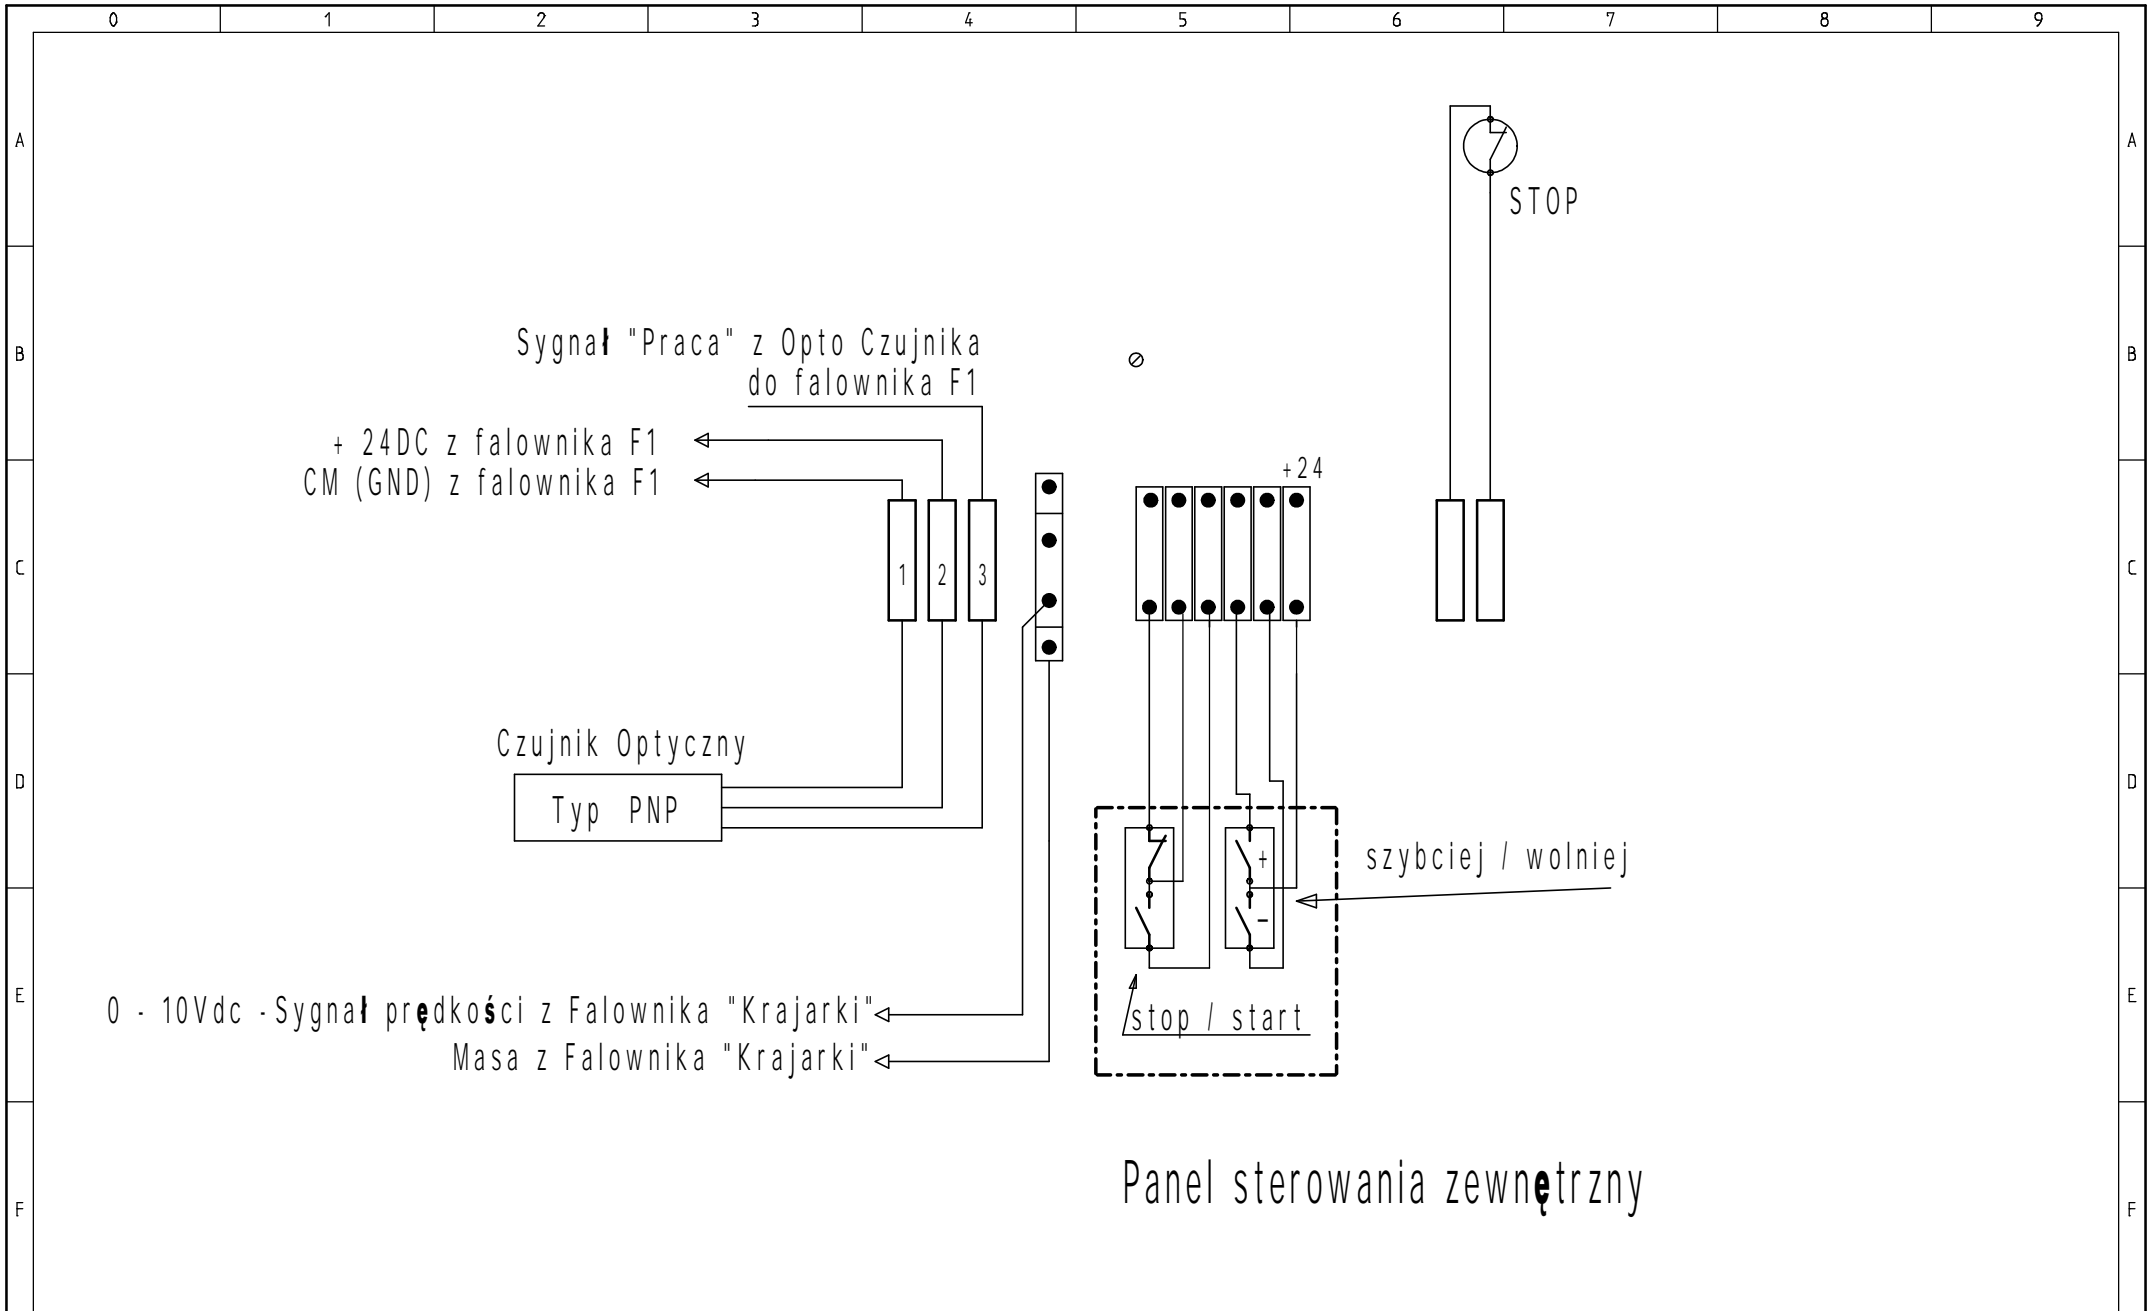 0 1 2 3 4 5 6 7 8 9
A A
STOP
B B
Sygnał "Praca" z Opto Czujnika
do falownika F1
+ 24DC z falownika F1
CM (GND) z falownika F1
+24
C C
1 2 3
Czujnik Optyczny
D D
Typ PNP
+
szybciej / wolniej
-
E E
0 - 10Vdc -Sygnał prędkości z Falownika "Krajarki"
stop / start
Masa z Falownika "Krajarki"
Panel sterowania zewnętrzny
F F